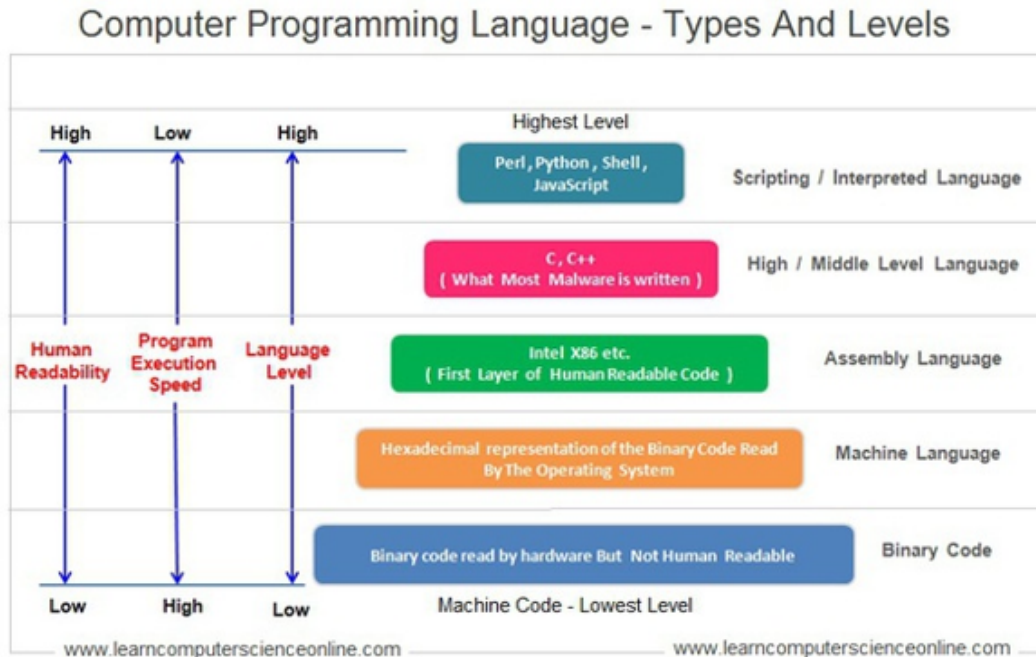 Computer Programming Language - Types And Levels
High Low High
Highest Level
Perl , Python , Shell ,
JavaScript
Scripting / Interpreted Language
C , C++
( What Most Malware is written )
High / Middle Level Language
Human
Readability
Program
Execution
Speed
Language
Level
Intel X86 etc.
( First Layer of Human Readable Code )
Assembly Language
Hexadecimal representation of the Binary Code Read
By The Operating System
Machine Language
Binary code read by hardware But Not Human Readable
Binary Code
Low High Low
Machine Code - Lowest Level
www.learncomputerscienceonline.com
www.learncomputerscienceonline.com